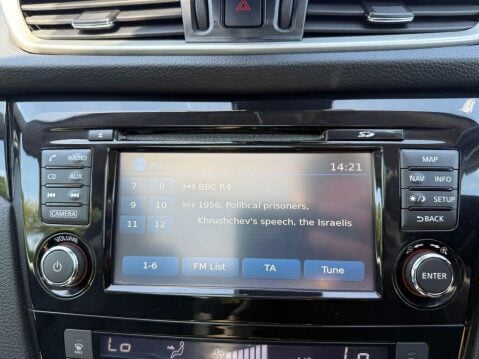 SD
RADIO
CD AUX
CAMERA
VOLUME
FM
14:21
7 8
BBC R4
9 10
1956, Political prisoners,
Khrushchev's speech, the Israelis
11 12
1-6
FM List
TA
Tune
MAP
NAV INFO
SETUP
BACK
ENTER
Lo
Lo